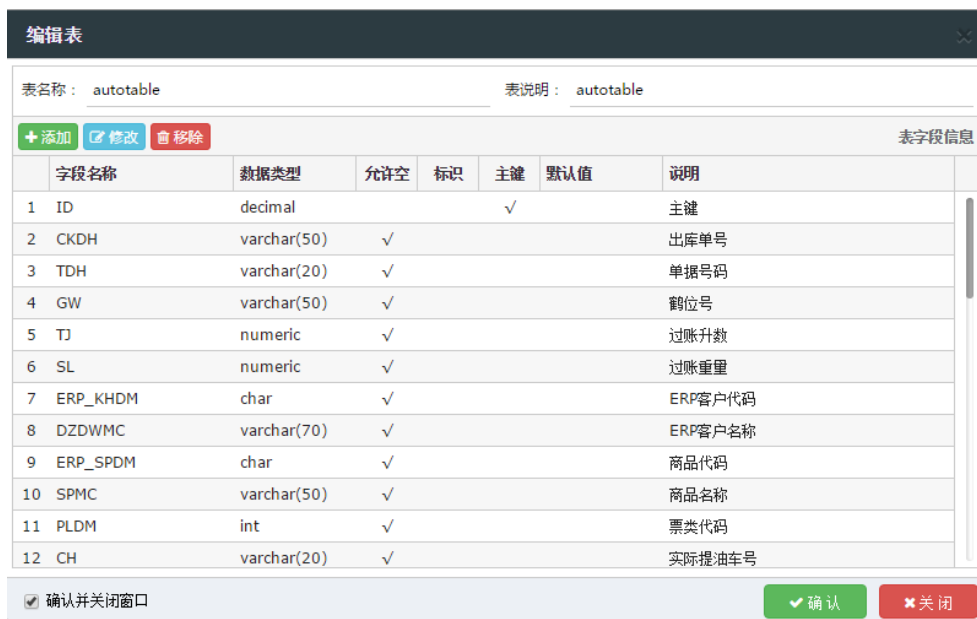 编辑表
表名称： autotable 表说明： autotable
添加 修改 移除 表字段信息
字段名称 数据类型 允许空 标识 主键 默认值 说明
1 ID decimal √ 主键
2 CKDH varchar(50) √ 出库单号
3 TDH varchar(20) √ 单据号码
4 GW varchar(50) √ 鹤位号
5 TJ numeric √ 过账升数
6 SL numeric √ 过账重量
7 ERP_KHDM char √ ERP客户代码
8 DZDWMC varchar(70) √ ERP客户名称
9 ERP_SPDM char √ 商品代码
10 SPMC varchar(50) √ 商品名称
11 PLDM int √ 票类代码
12 CH varchar(20) √ 实际提油车号
确认并关闭窗口 确认 关闭